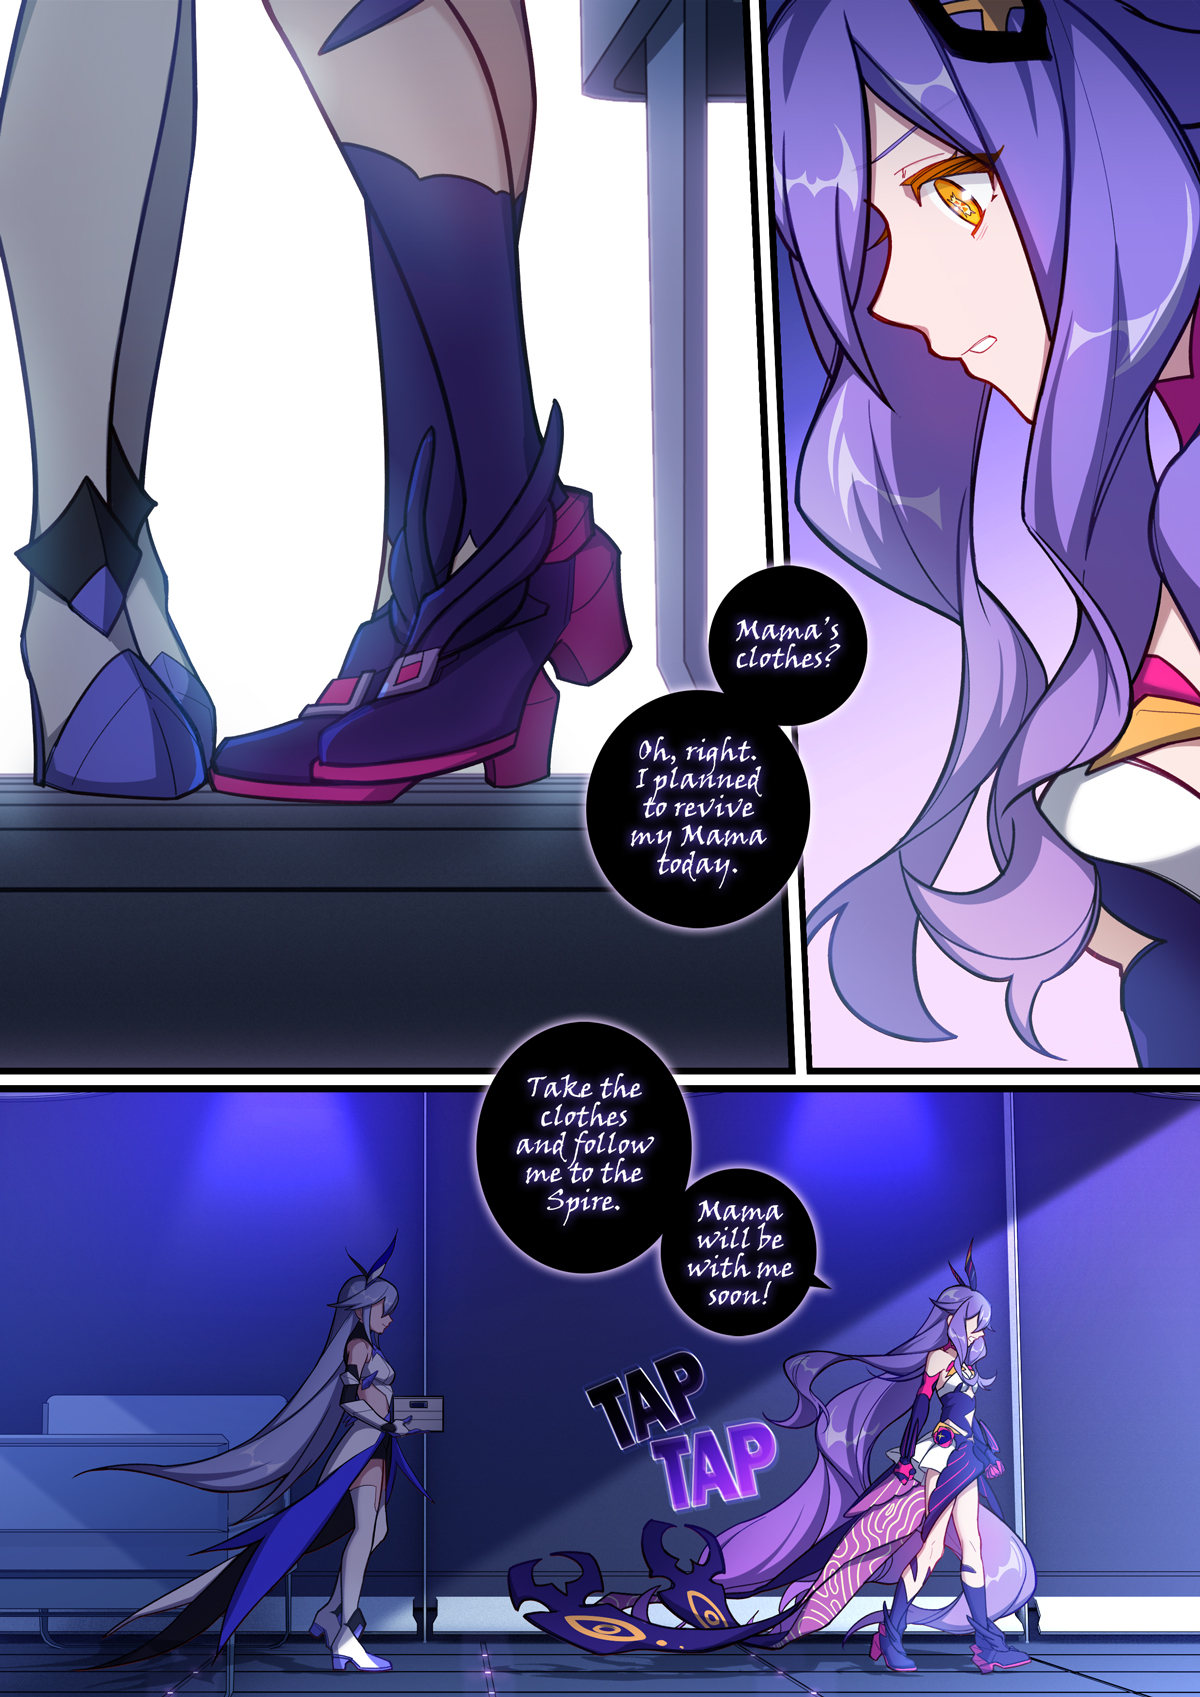 Mama's
clothes?
Oh, right.
I planned
to revive
my Mama
today.
Take the
clothes
and follow
me to the
Spire.
Mama
will be
with me
soon!
TAP
TAP